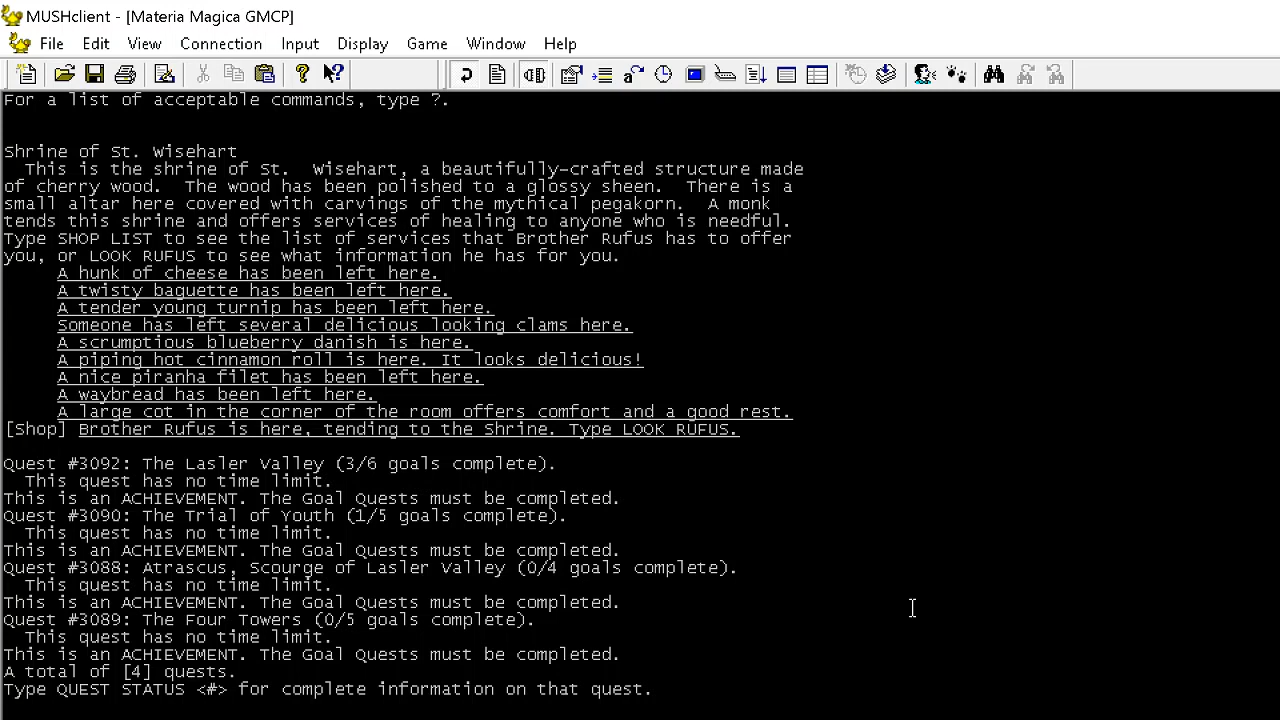 MUSHclient - [Materia Magica GMCP]
File Edit View Connection Input Display Game Window Help
For a list of acceptable commands, type ?.
Shrine of St. Wisehart
This is the shrine of St.  Wisehart, a beautifully-crafted structure made
of cherry wood.  The wood has been polished to a glossy sheen.  There is a
small altar here covered with carvings of the mythical pegakorn.  A monk
tends this shrine and offers services of healing to anyone who is needful.
Type SHOP LIST to see the list of services that Brother Rufus has to offer
you, or LOOK RUFUS to see what information he has for you.
A hunk of cheese has been left here.
A twisty baguette has been left here.
A tender young turnip has been left here.
Someone has left several delicious looking clams here.
A scrumptious blueberry danish is here.
A piping hot cinnamon roll is here. It looks delicious!
A nice piranha filet has been left here.
A waybread has been left here.
A large cot in the corner of the room offers comfort and a good rest.
[Shop] Brother Rufus is here, tending to the Shrine. Type LOOK RUFUS.
Quest #3092: The Lasler Valley (3/6 goals complete).
This quest has no time limit.
This is an ACHIEVEMENT. The Goal Quests must be completed.
Quest #3090: The Trial of Youth (1/5 goals complete).
This quest has no time limit.
This is an ACHIEVEMENT. The Goal Quests must be completed.
Quest #3088: Atrascus, Scourge of Lasler Valley (0/4 goals complete).
This quest has no time limit.
This is an ACHIEVEMENT. The Goal Quests must be completed.
Quest #3089: The Four Towers (0/5 goals complete).
This quest has no time limit.
This is an ACHIEVEMENT. The Goal Quests must be completed.
A total of [4] quests.
Type QUEST STATUS <#> for complete information on that quest.